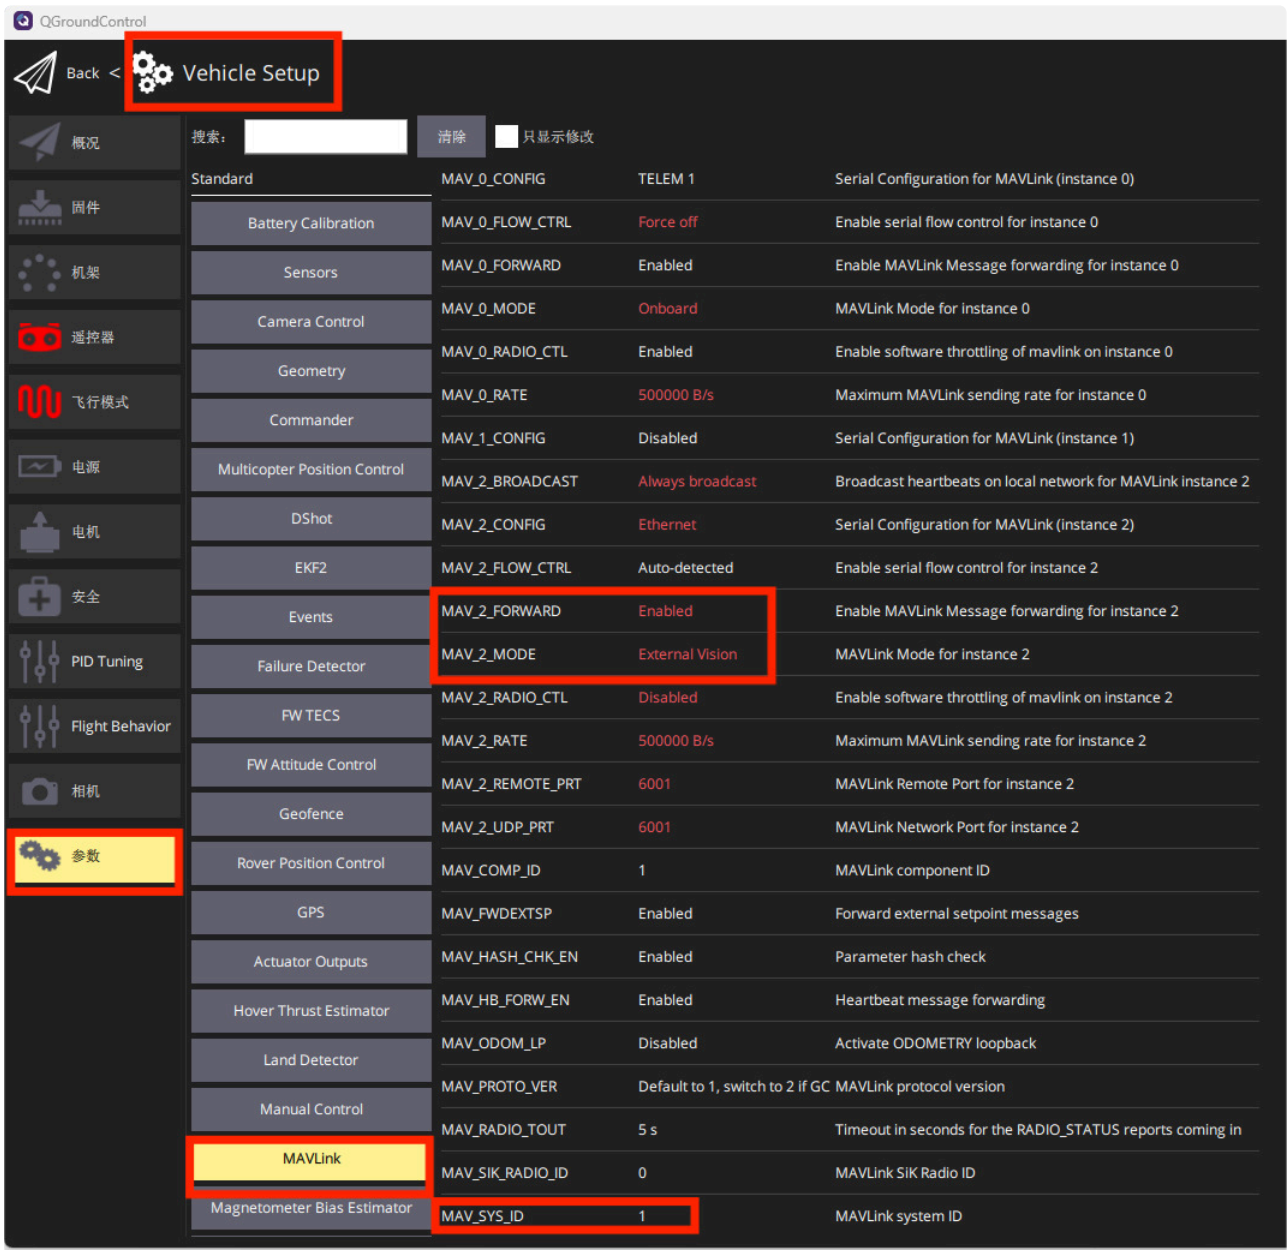 QGroundControl
Back < Vehicle Setup
概况
固件
机架
遥控器
飞行模式
电源
电机
安全
PID Tuning
Flight Behavior
相机
参数
搜索： 清除 只显示修改
Standard
Battery Calibration
Sensors
Camera Control
Geometry
Commander
Multicopter Position Control
DShot
EKF2
Events
Failure Detector
FW TECS
FW Attitude Control
Geofence
Rover Position Control
GPS
Actuator Outputs
Hover Thrust Estimator
Land Detector
Manual Control
MAVLink
Magnetometer Bias Estimator
MAV_0_CONFIG TELEM 1 Serial Configuration for MAVLink (instance 0)
MAV_0_FLOW_CTRL Force off Enable serial flow control for instance 0
MAV_0_FORWARD Enabled Enable MAVLink Message forwarding for instance 0
MAV_0_MODE Onboard MAVLink Mode for instance 0
MAV_0_RADIO_CTL Enabled Enable software throttling of mavlink on instance 0
MAV_0_RATE 500000 B/s Maximum MAVLink sending rate for instance 0
MAV_1_CONFIG Disabled Serial Configuration for MAVLink (instance 1)
MAV_2_BROADCAST Always broadcast Broadcast heartbeats on local network for MAVLink instance 2
MAV_2_CONFIG Ethernet Serial Configuration for MAVLink (instance 2)
MAV_2_FLOW_CTRL Auto-detected Enable serial flow control for instance 2
MAV_2_FORWARD Enabled Enable MAVLink Message forwarding for instance 2
MAV_2_MODE External Vision MAVLink Mode for instance 2
MAV_2_RADIO_CTL Disabled Enable software throttling of mavlink on instance 2
MAV_2_RATE 500000 B/s Maximum MAVLink sending rate for instance 2
MAV_2_REMOTE_PRT 6001 MAVLink Remote Port for instance 2
MAV_2_UDP_PRT 6001 MAVLink Network Port for instance 2
MAV_COMP_ID 1 MAVLink component ID
MAV_FWDEXTSP Enabled Forward external setpoint messages
MAV_HASH_CHK_EN Enabled Parameter hash check
MAV_HB_FORW_EN Enabled Heartbeat message forwarding
MAV_ODOM_LP Disabled Activate ODOMETRY loopback
MAV_PROTO_VER Default to 1, switch to 2 if GC MAVLink protocol version
MAV_RADIO_TOUT 5 s Timeout in seconds for the RADIO_STATUS reports coming in
MAV_SIK_RADIO_ID 0 MAVLink SiK Radio ID
MAV_SYS_ID 1 MAVLink system ID